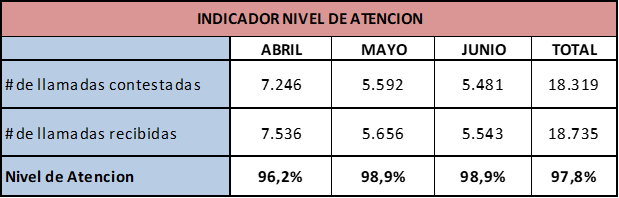 INDICADOR NIVEL DE ATENCION
ABRIL MAYO JUNIO TOTAL
# de llamadas contestadas 7.246 5.592 5.481 18.319
# de llamadas recibidas 7.536 5.656 5.543 18.735
Nivel de Atencion 96,2% 98,9% 98,9% 97,8%